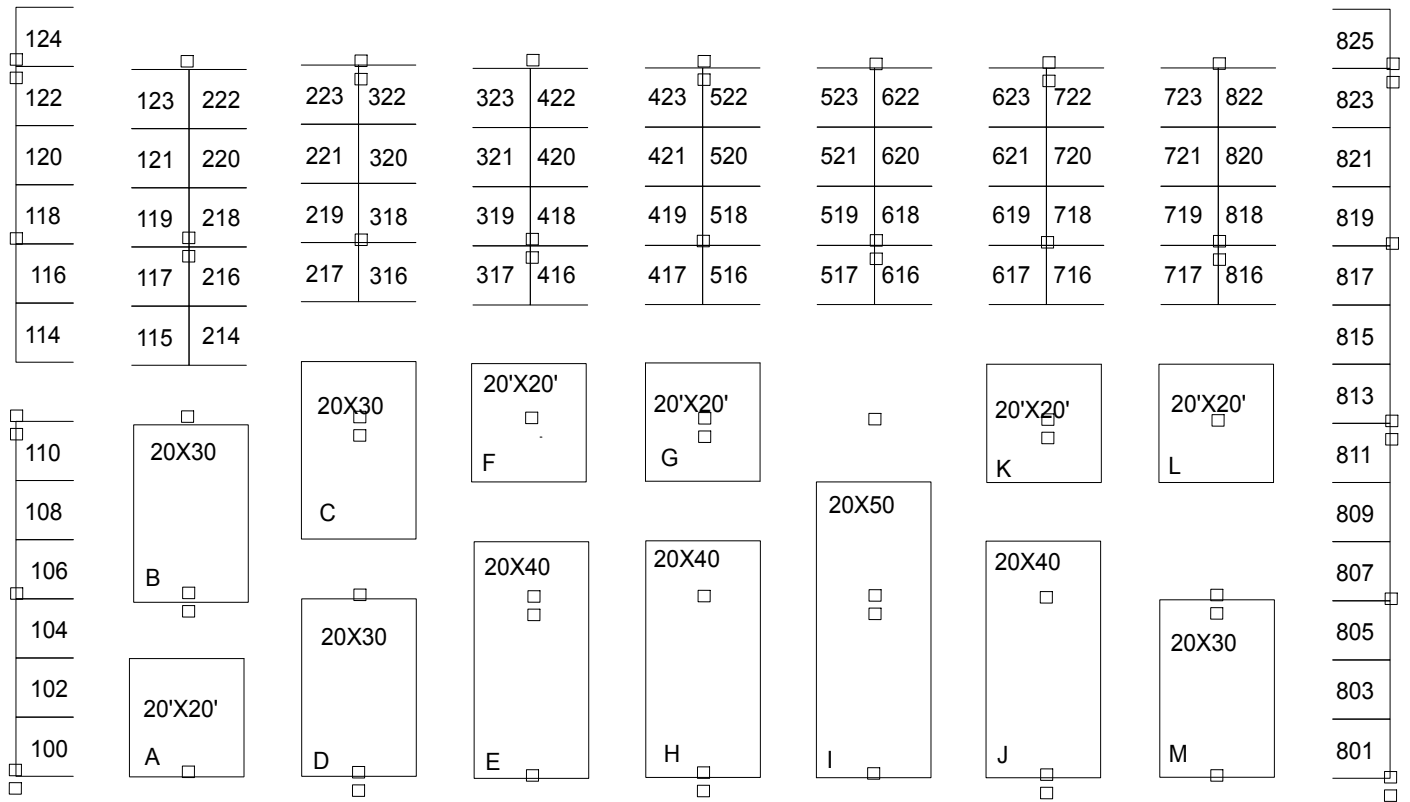 124 825
122 123 222 223 322 323 422 423 522 523 622 623 722 723 822 823
120 121 220 221 320 321 420 421 520 521 620 621 720 721 820 821
118 119 218 219 318 319 418 419 518 519 618 619 718 719 818 819
116 117 216 217 316 317 416 417 516 517 616 617 716 717 816 817
114 115 214 815
20'X20'
20X30 20'X20' 20'X20' 20'X20' 813
110 20X30 F G K L 811
108 C 20X50 809
106 B 20X40 20X40 20X40 807
104 20X30 20X30 805
102 20'X20' 803
100 A D E H I J M 801